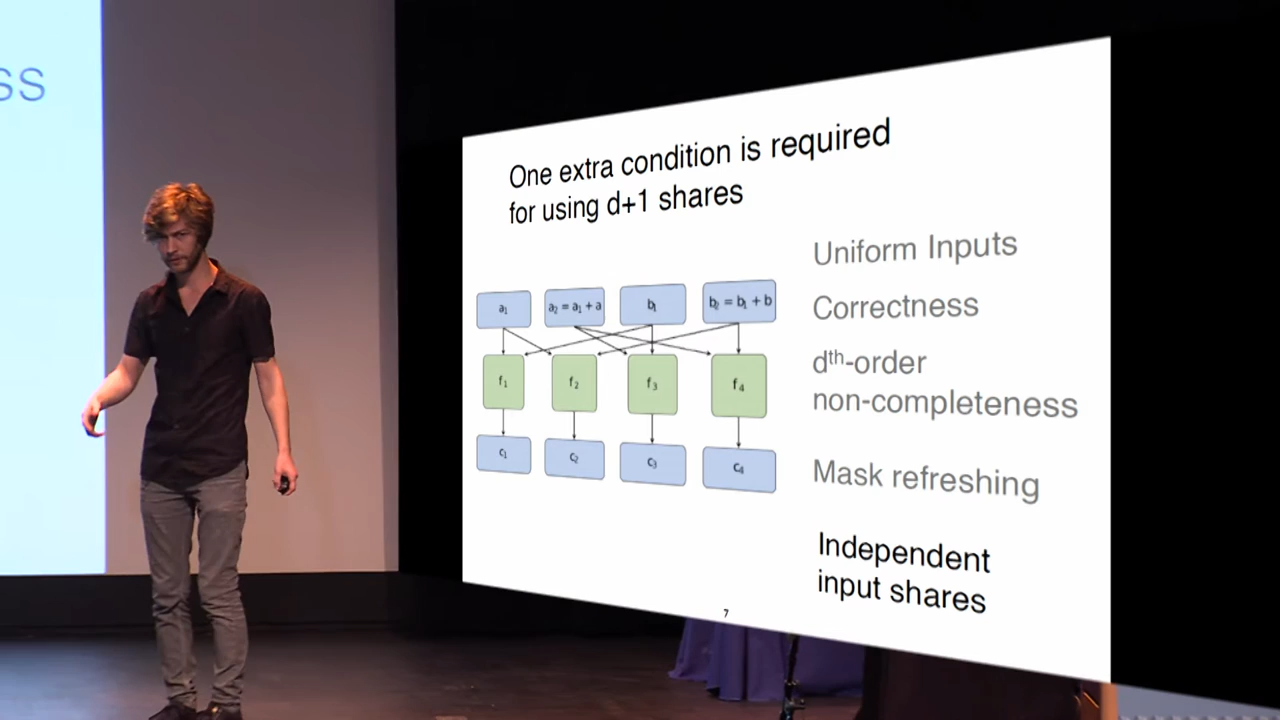 ss
One extra condition is required
for using d+1 shares
Uniform Inputs
Correctness
dth-order
non-completeness
Mask refreshing
Independent
input shares
a₁
a₂ = a₁ + a
b₁
b₂ = b₁ + b
f₁
f₂
f₃
f₄
c₁
c₂
c₃
c₄
7